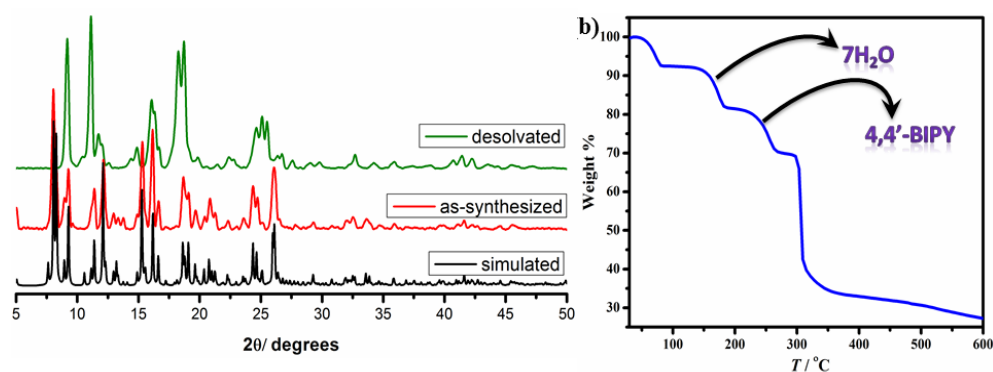 desolvated
as-synthesized
simulated
5 10 15 20 25 30 35 40 45 50
2θ/ degrees
b)
100
90
80
70
60
50
40
30
Weight %
7H₂O
4,4'-BIPY
100 200 300 400 500 600
T / °C